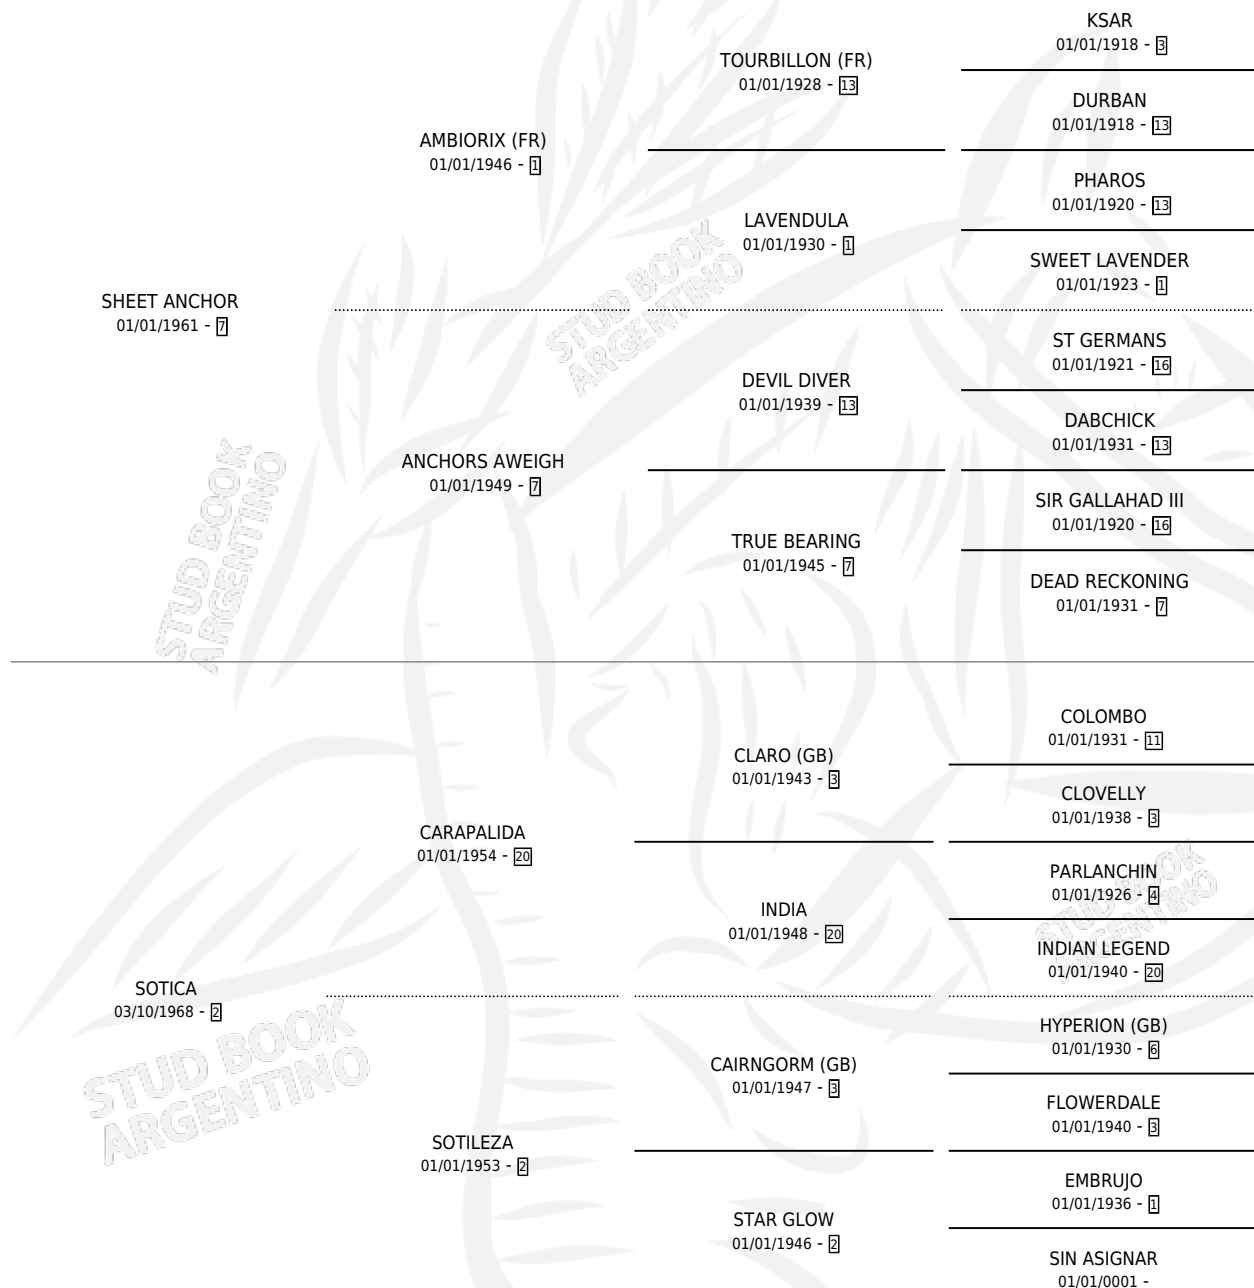 KSAR
01/01/1918 - 3
TOURBILLON (FR)
01/01/1928 - 13
DURBAN
01/01/1918 - 13
AMBIORIX (FR)
01/01/1946 - 1
PHAROS
01/01/1920 - 13
LAVENDULA
01/01/1930 - 1
SWEET LAVENDER
01/01/1923 - 1
SHEET ANCHOR
01/01/1961 - 7
STUD BOOK
ARGENTINO
ST GERMANS
01/01/1921 - 16
DEVIL DIVER
01/01/1939 - 13
DABCHICK
01/01/1931 - 13
ANCHORS AWEIGH
01/01/1949 - 7
SIR GALLAHAD III
01/01/1920 - 16
TRUE BEARING
01/01/1945 - 7
DEAD RECKONING
01/01/1931 - 7
STUD BOOK
ARGENTINO
COLOMBO
01/01/1931 - 11
CLARO (GB)
01/01/1943 - 3
CLOVELLY
01/01/1938 - 3
CARAPALIDA
01/01/1954 - 20
PARLANCHIN
01/01/1926 - 4
INDIA
01/01/1948 - 20
STUD BOOK
ARGENTINO
INDIAN LEGEND
01/01/1940 - 20
SOTICA
03/10/1968 - 2
STUD BOOK
ARGENTINO
HYPERION (GB)
01/01/1930 - 6
CAIRNGORM (GB)
01/01/1947 - 3
FLOWERDALE
01/01/1940 - 3
SOTILEZA
01/01/1953 - 2
EMBRUJO
01/01/1936 - 1
STAR GLOW
01/01/1946 - 2
SIN ASIGNAR
01/01/0001 -